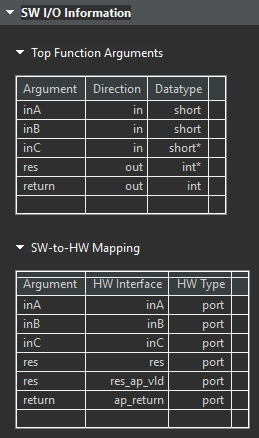 SW I/O Information
Top Function Arguments
Argument Direction Datatype
inA in short
inB in short
inC in short*
res out int*
return out int
SW-to-HW Mapping
Argument HW Interface HW Type
inA inA port
inB inB port
inC inC port
res res port
res res_ap_vld port
return ap_return port